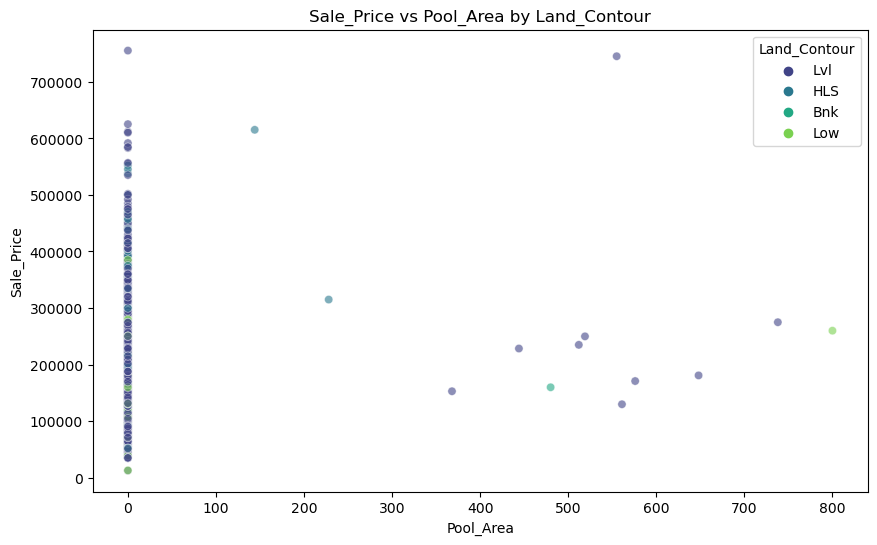 Sale_Price vs Pool_Area by Land_Contour
Land_Contour
Lvl
HLS
Bnk
Low
Sale_Price
700000
600000
500000
400000
300000
200000
100000
0
0 100 200 300 400 500 600 700 800
Pool_Area